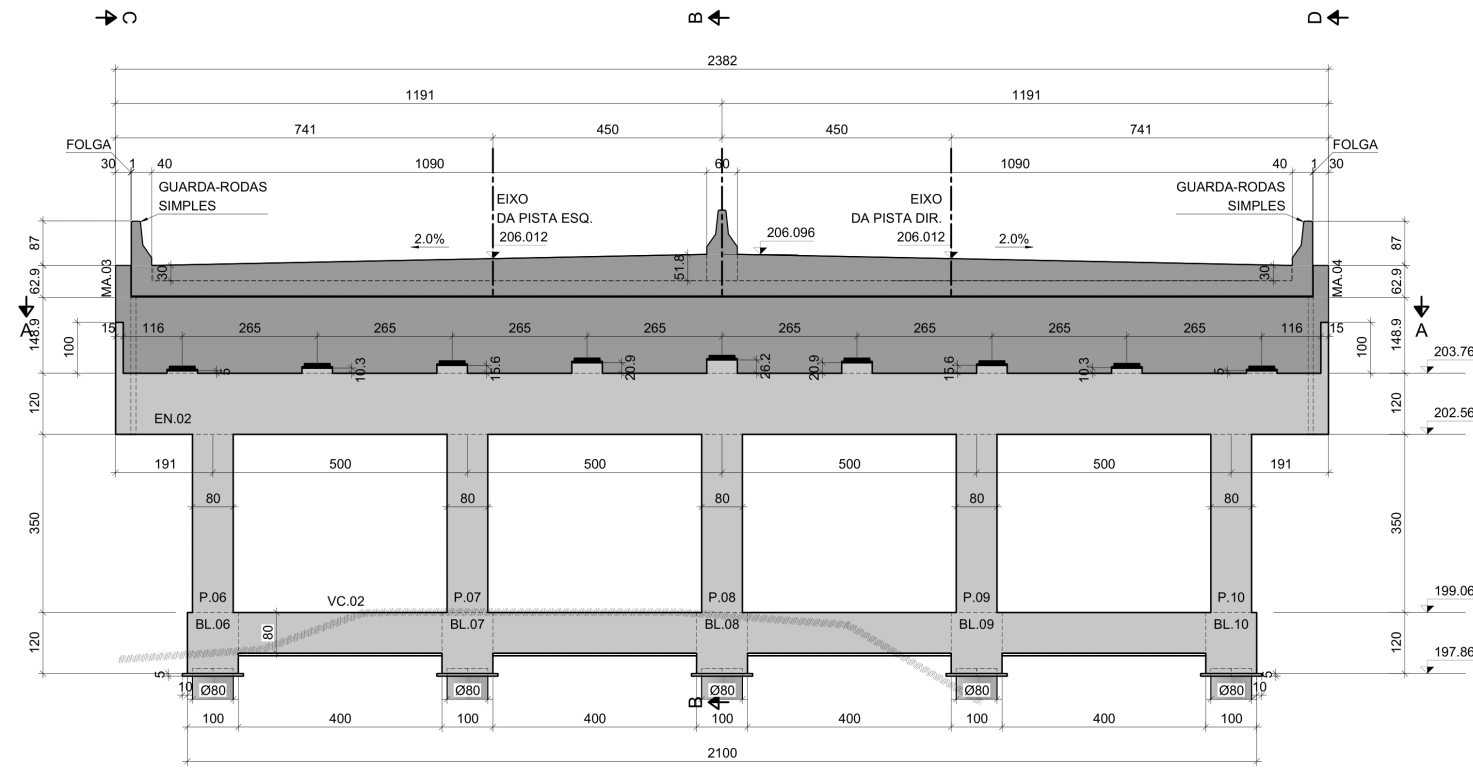 C
B
D
2382
1191
1191
741
450
450
741
FOLGA
FOLGA
30
1
40
1090
60
1090
40
1
30
GUARDA-RODAS
SIMPLES
EIXO
DA PISTA ESQ.
206.012
EIXO
DA PISTA DIR.
206.012
GUARDA-RODAS
SIMPLES
2.0%
206.096
2.0%
87
87
62.9
MA.03
30
51.8
30
MA.04
62.9
A
A
148.9
100
15
116
265
265
265
265
265
265
265
265
116
15
100
148.9
5
10.3
15.6
20.9
26.2
20.9
15.6
10.3
5
203.76
120
EN.02
120
202.56
191
500
500
500
500
191
80
80
80
80
80
350
350
P.06
VC.02
P.07
P.08
P.09
P.10
199.06
BL.06
BL.07
BL.08
BL.09
BL.10
120
80
120
197.86
5
10
Ø80
Ø80
Ø80
Ø80
Ø80
10
5
B
100
400
100
400
100
400
100
400
100
2100